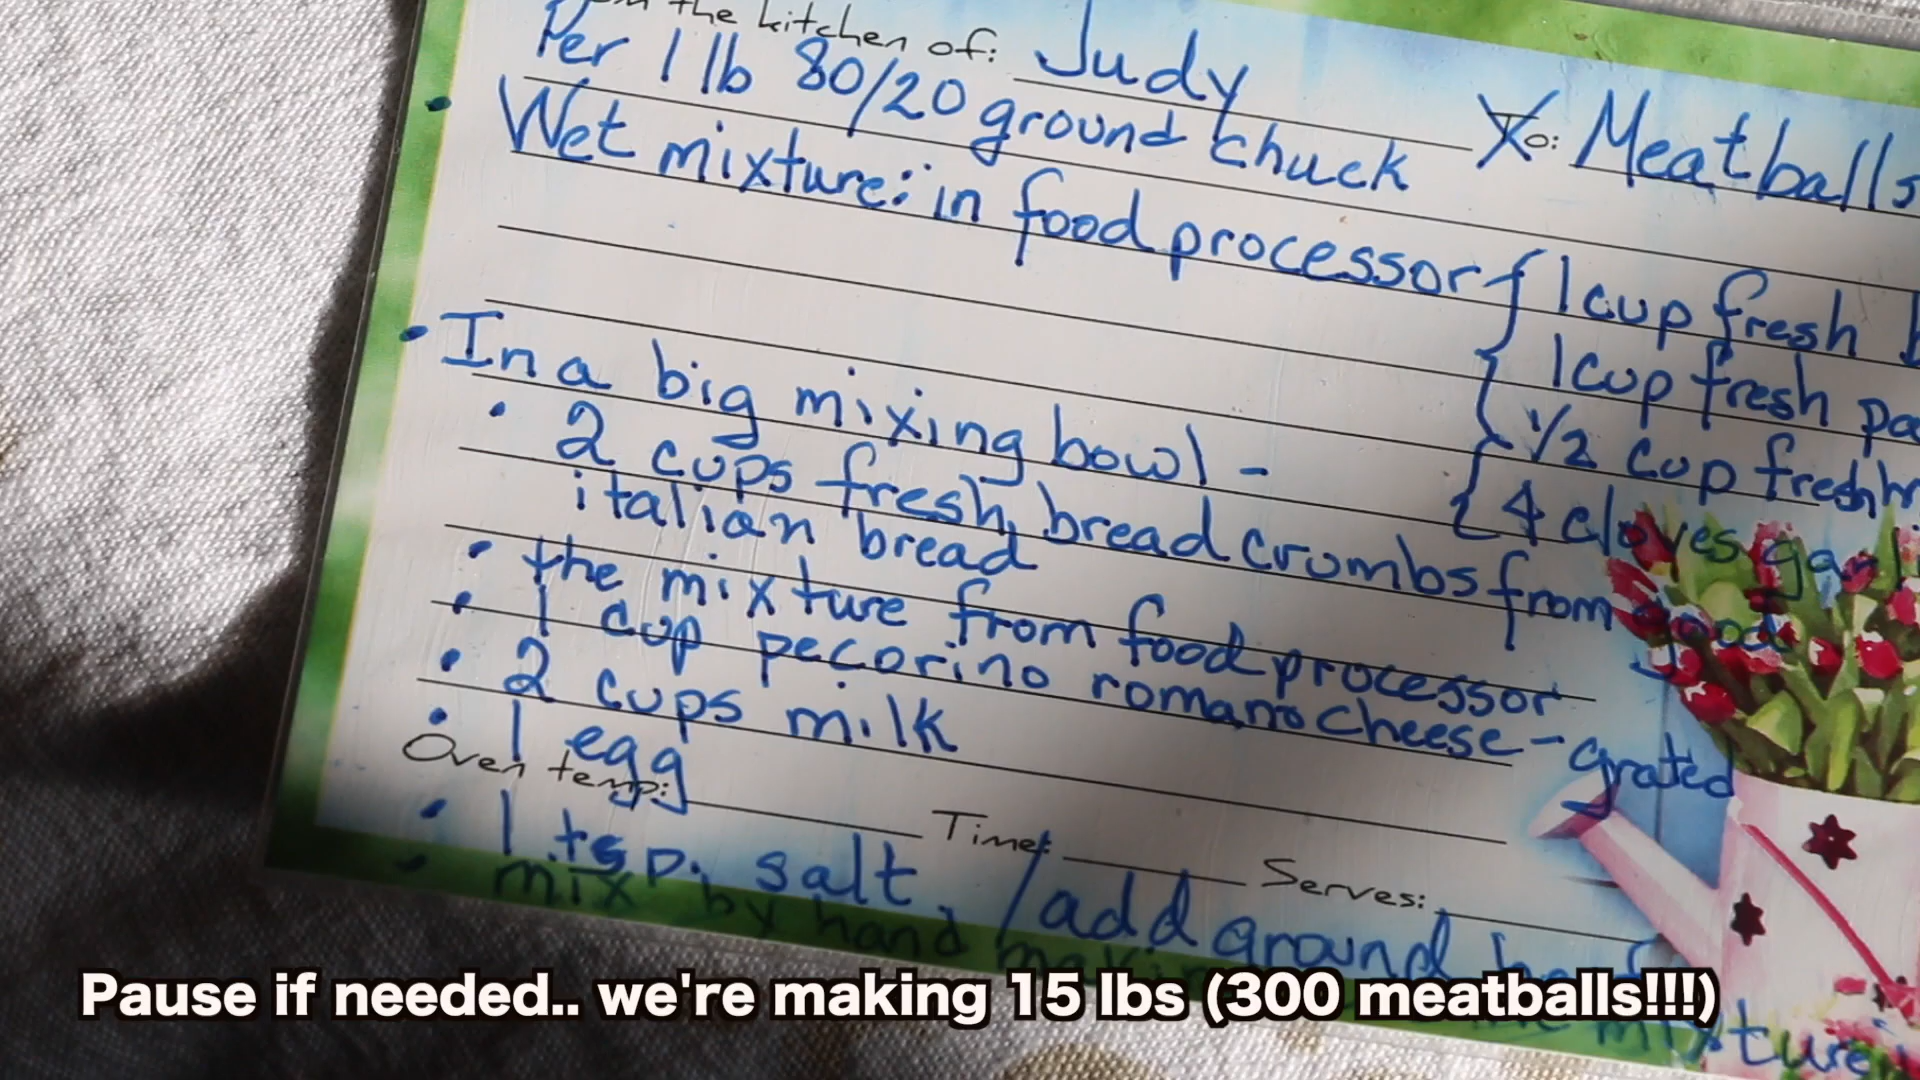 the kitchen of: Judy
X To: Meatballs
Per 1 lb 80/20 ground chuck
• Wet mixture: in food processor { 1 cup fresh
{ 1 cup fresh
{ 1/2 cup fresh
{ 4 cloves
• In a big mixing bowl -
• 2 cups fresh bread crumbs from good
italian bread
• the mixture from food processor
• 1 cup pecorino romano cheese - grated
• 2 cups milk
• 1 egg
Oven temp: Time: Serves:
• 1 tsp. salt / add ground
• mix by hand
mixture
Pause if needed.. we're making 15 lbs (300 meatballs!!!)